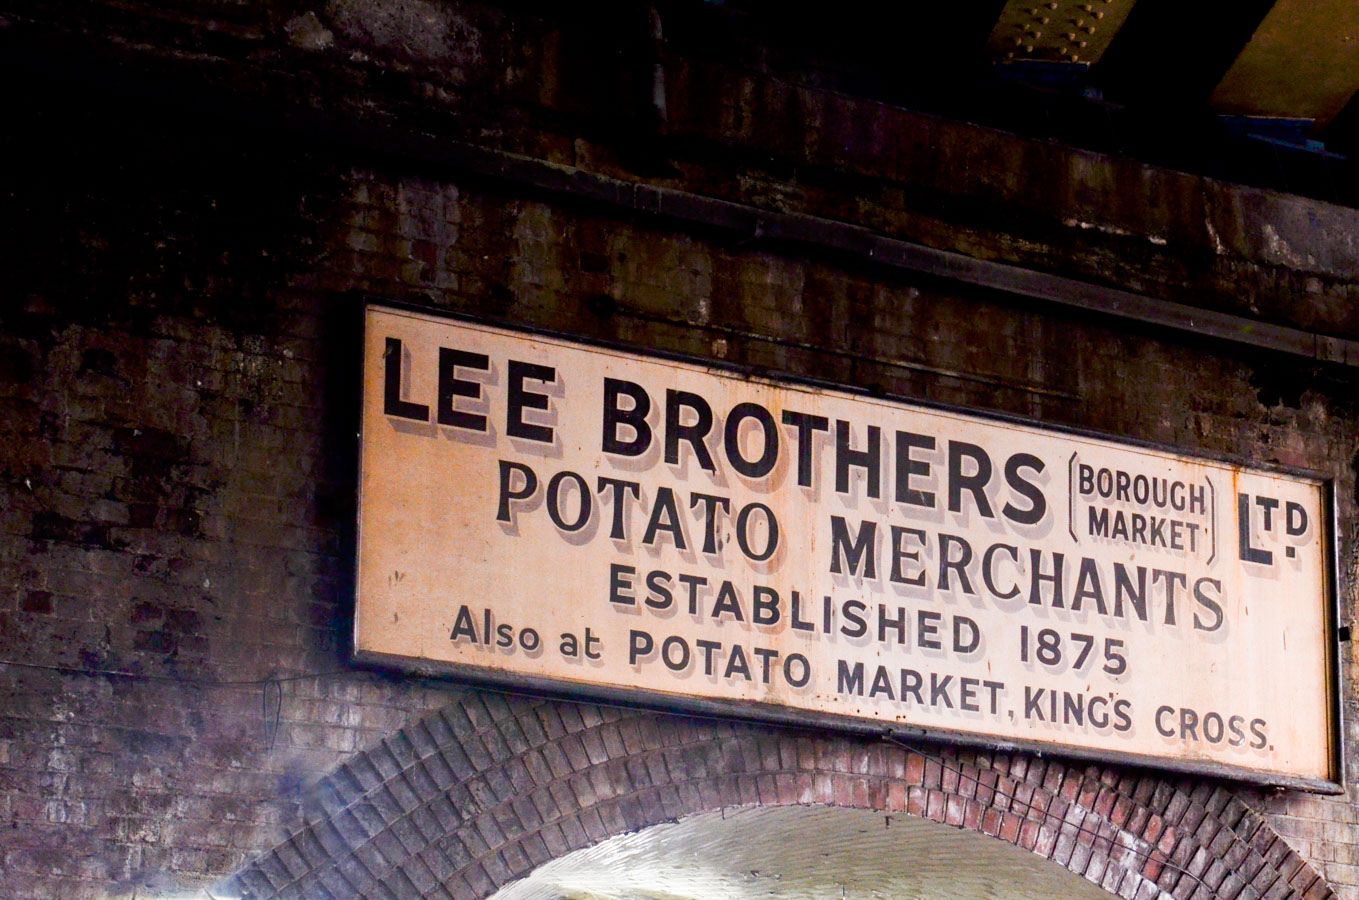 LEE BROTHERS (BOROUGH MARKET) LTD.
POTATO MERCHANTS
ESTABLISHED 1875
Also at POTATO MARKET, KING'S CROSS.